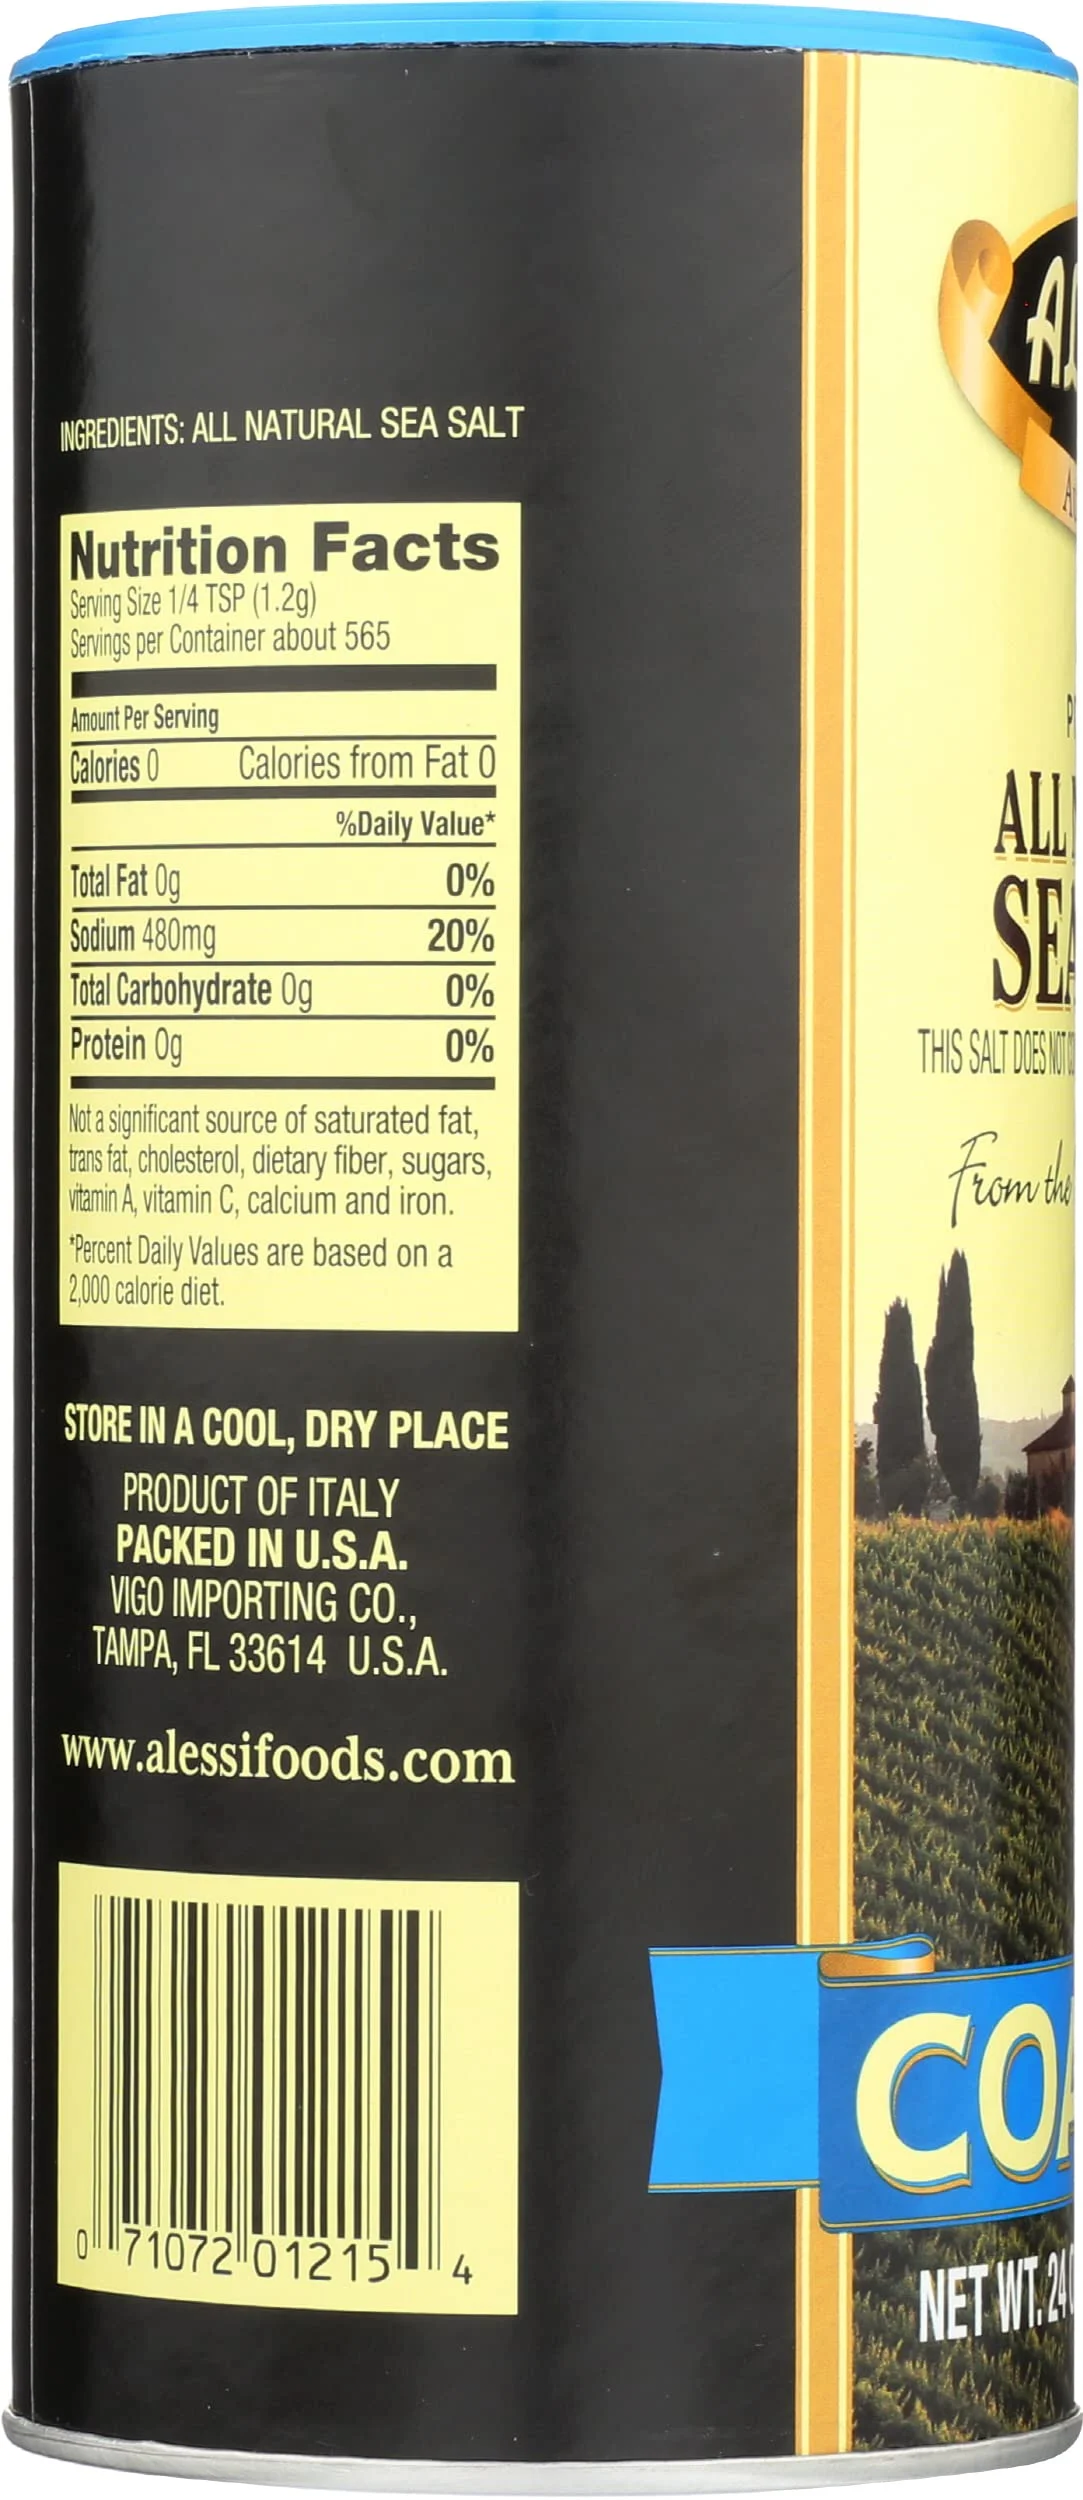 INGREDIENTS: ALL NATURAL SEA SALT
Nutrition Facts
Serving Size 1/4 TSP (1.2g)
Servings per Container about 565
Amount Per Serving
Calories 0 Calories from Fat 0
%Daily Value*
Total Fat 0g 0%
Sodium 480mg 20%
Total Carbohydrate 0g 0%
Protein 0g 0%
Not a significant source of saturated fat,
trans fat, cholesterol, dietary fiber, sugars,
vitamin A, vitamin C, calcium and iron.
*Percent Daily Values are based on a
2,000 calorie diet.
STORE IN A COOL, DRY PLACE
PRODUCT OF ITALY
PACKED IN U.S.A.
VIGO IMPORTING CO.,
TAMPA, FL 33614 U.S.A.
www.alessifoods.com
0 71072 01215 4
ALL
SEA
THIS SALT DOES NOT
From the
COA
NET WT. 24